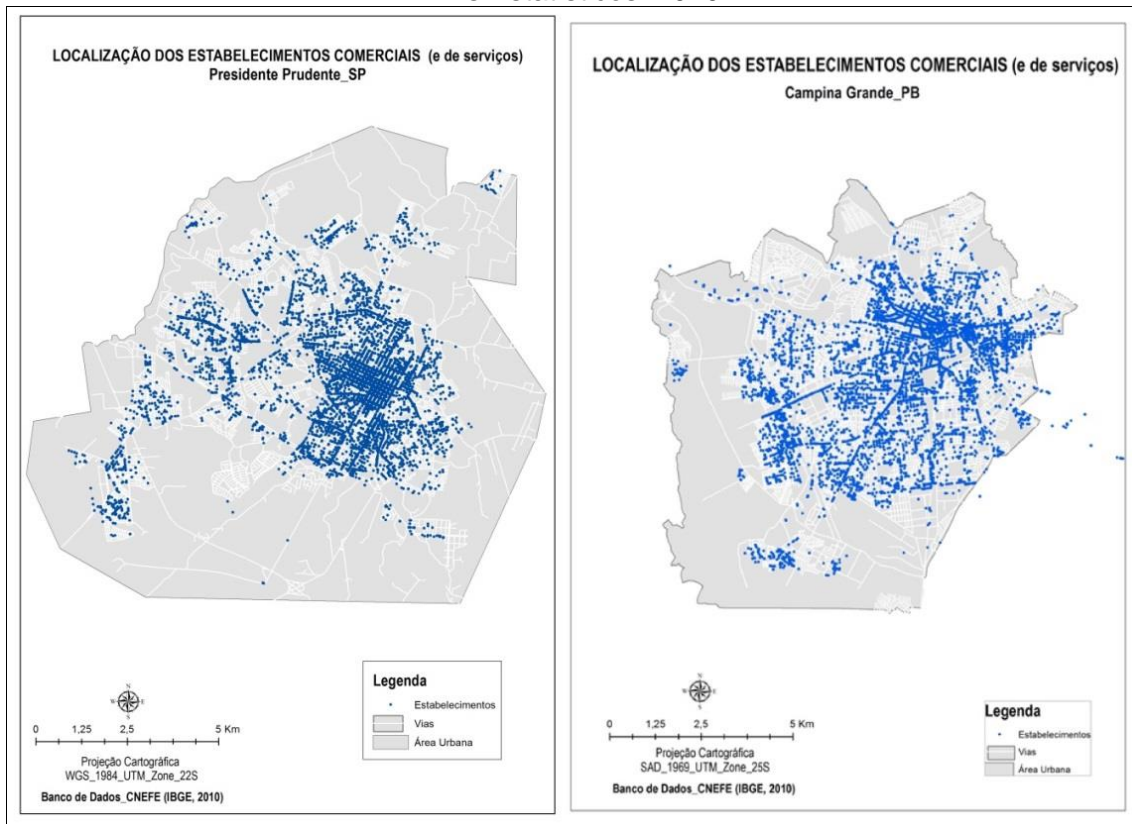 LOCALIZAÇÃO DOS ESTABELECIMENTOS COMERCIAIS (e de serviços)
Presidente Prudente_SP
Legenda
Estabelecimentos
Vias
Área Urbana
0 1,25 2,5 5 Km
Projeção Cartográfica
WGS_1984_UTM_Zone_22S
Banco de Dados_CNEFE (IBGE, 2010)
LOCALIZAÇÃO DOS ESTABELECIMENTOS COMERCIAIS (e de serviços)
Campina Grande_PB
Legenda
Estabelecimentos
Vias
Área Urbana
0 1,25 2,5 5 Km
Projeção Cartográfica
SAD_1969_UTM_Zone_25S
Banco de Dados_CNEFE (IBGE, 2010)